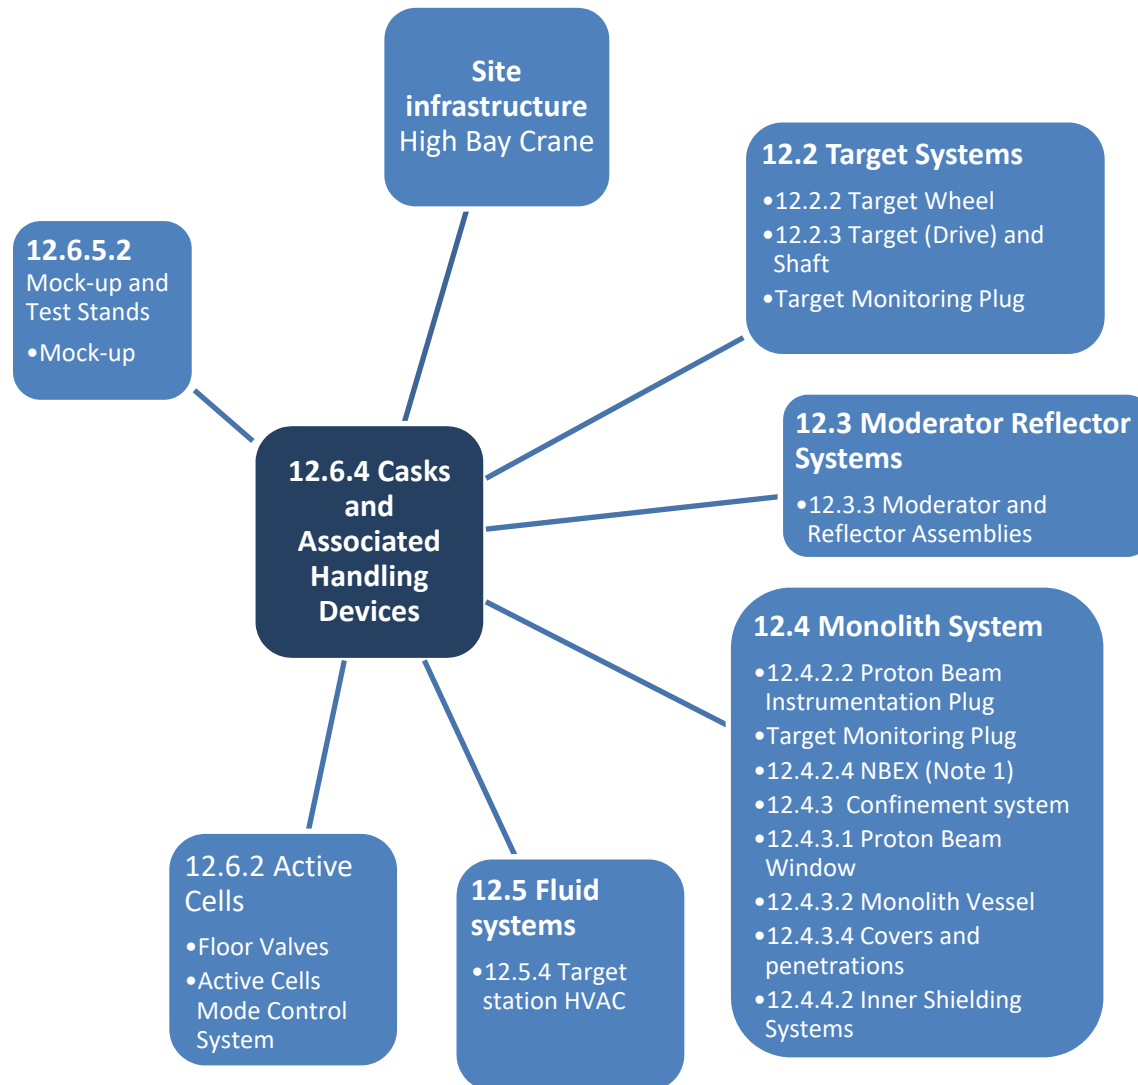 Site
infrastructure
High Bay Crane
12.2 Target Systems
•12.2.2 Target Wheel
•12.2.3 Target (Drive) and
Shaft
•Target Monitoring Plug
12.6.5.2
Mock-up and
Test Stands
•Mock-up
12.3 Moderator Reflector
Systems
•12.3.3 Moderator and
Reflector Assemblies
12.6.4 Casks
and
Associated
Handling
Devices
12.4 Monolith System
•12.4.2.2 Proton Beam
Instrumentation Plug
•Target Monitoring Plug
•12.4.2.4 NBEX (Note 1)
•12.4.3  Confinement system
•12.4.3.1 Proton Beam
Window
•12.4.3.2 Monolith Vessel
•12.4.3.4 Covers and
penetrations
•12.4.4.2 Inner Shielding
Systems
12.6.2 Active
Cells
•Floor Valves
•Active Cells
Mode Control
System
12.5 Fluid
systems
•12.5.4 Target
station HVAC